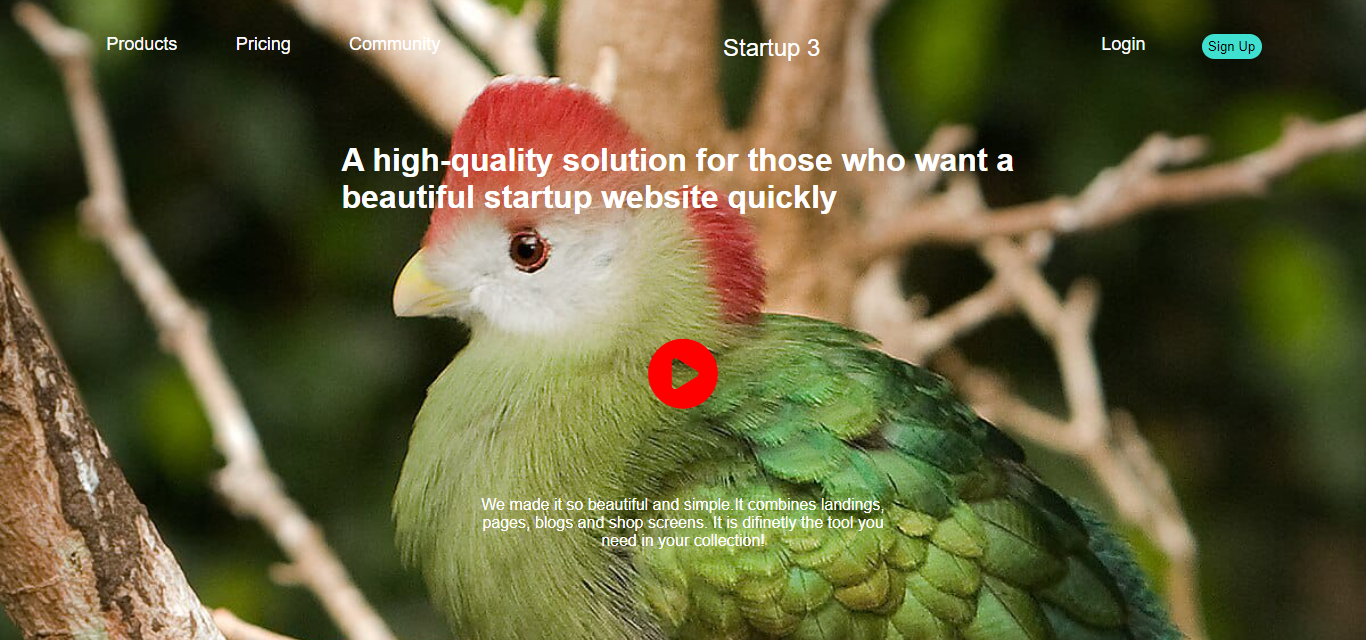 Products Pricing Community Startup 3 Login Sign Up
A high-quality solution for those who want a
beautiful startup website quickly
We made it so beautiful and simple.It combines landings,
pages, blogs and shop screens. It is difinetly the tool you
need in your collection!